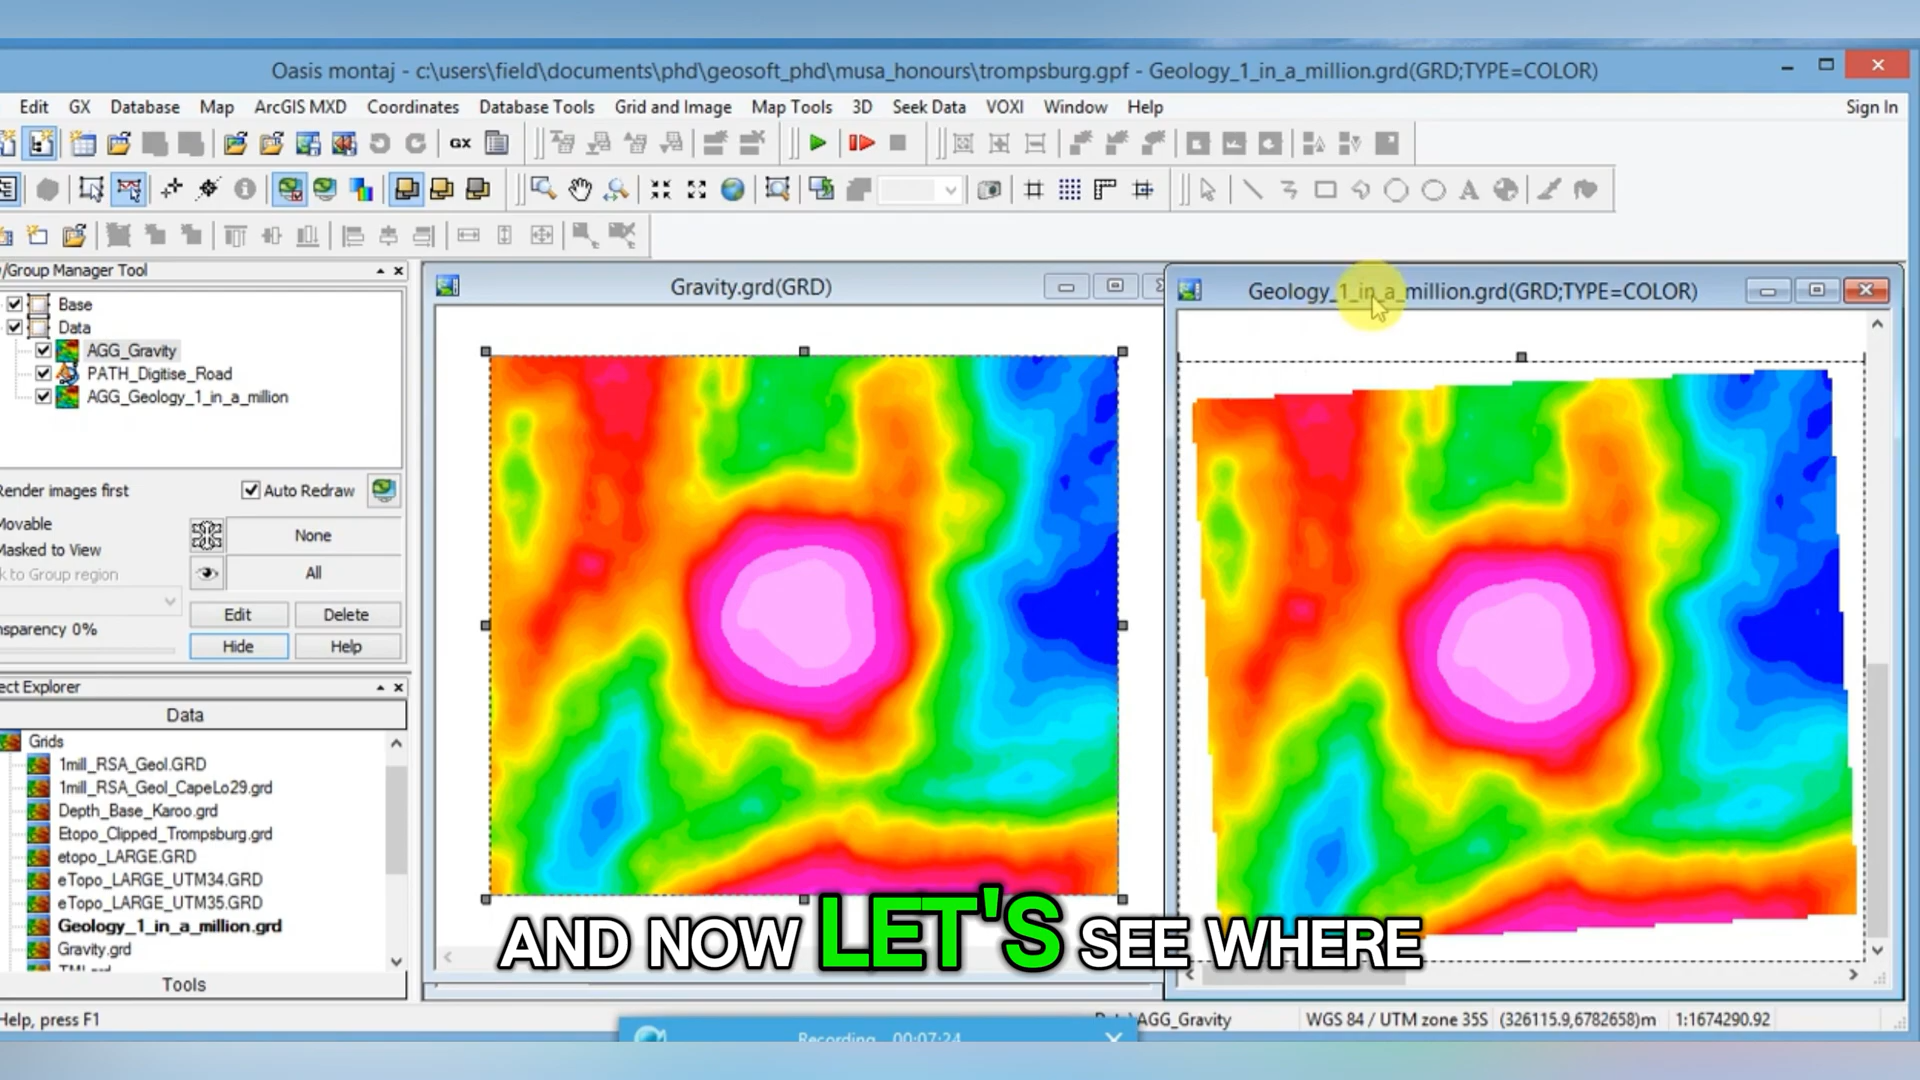 Oasis montaj - c:\users\field\documents\phd\geosoft_phd\musa_honours\trompsburg.gpf - Geology_1_in_a_million.grd(GRD;TYPE=COLOR)
Edit GX Database Map ArcGIS MXD Coordinates Database Tools Grid and Image Map Tools 3D Seek Data VOXI Window Help Sign In
GX
/Group Manager Tool
Base
Data
AGG_Gravity
PATH_Digitise_Road
AGG_Geology_1_in_a_million
Render images first
Auto Redraw
Movable
None
Masked to View
k to Group region
All
Edit Delete
nsparency 0%
Hide Help
ect Explorer
Data
Grids
1mill_RSA_Geol.GRD
1mill_RSA_Geol_CapeLo29.grd
Depth_Base_Karoo.grd
Etopo_Clipped_Trompsburg.grd
etopo_LARGE.GRD
eTopo_LARGE_UTM34.GRD
eTopo_LARGE_UTM35.GRD
Geology_1_in_a_million.grd
Gravity.grd
Tools
Gravity.grd(GRD)
Geology_1_in_a_million.grd(GRD;TYPE=COLOR)
AND NOW LET'S SEE WHERE
Help, press F1
AGG_Gravity
WGS 84 / UTM zone 35S
(326115.9,6782658)m
1:1674290.92
Recording 00:07:24